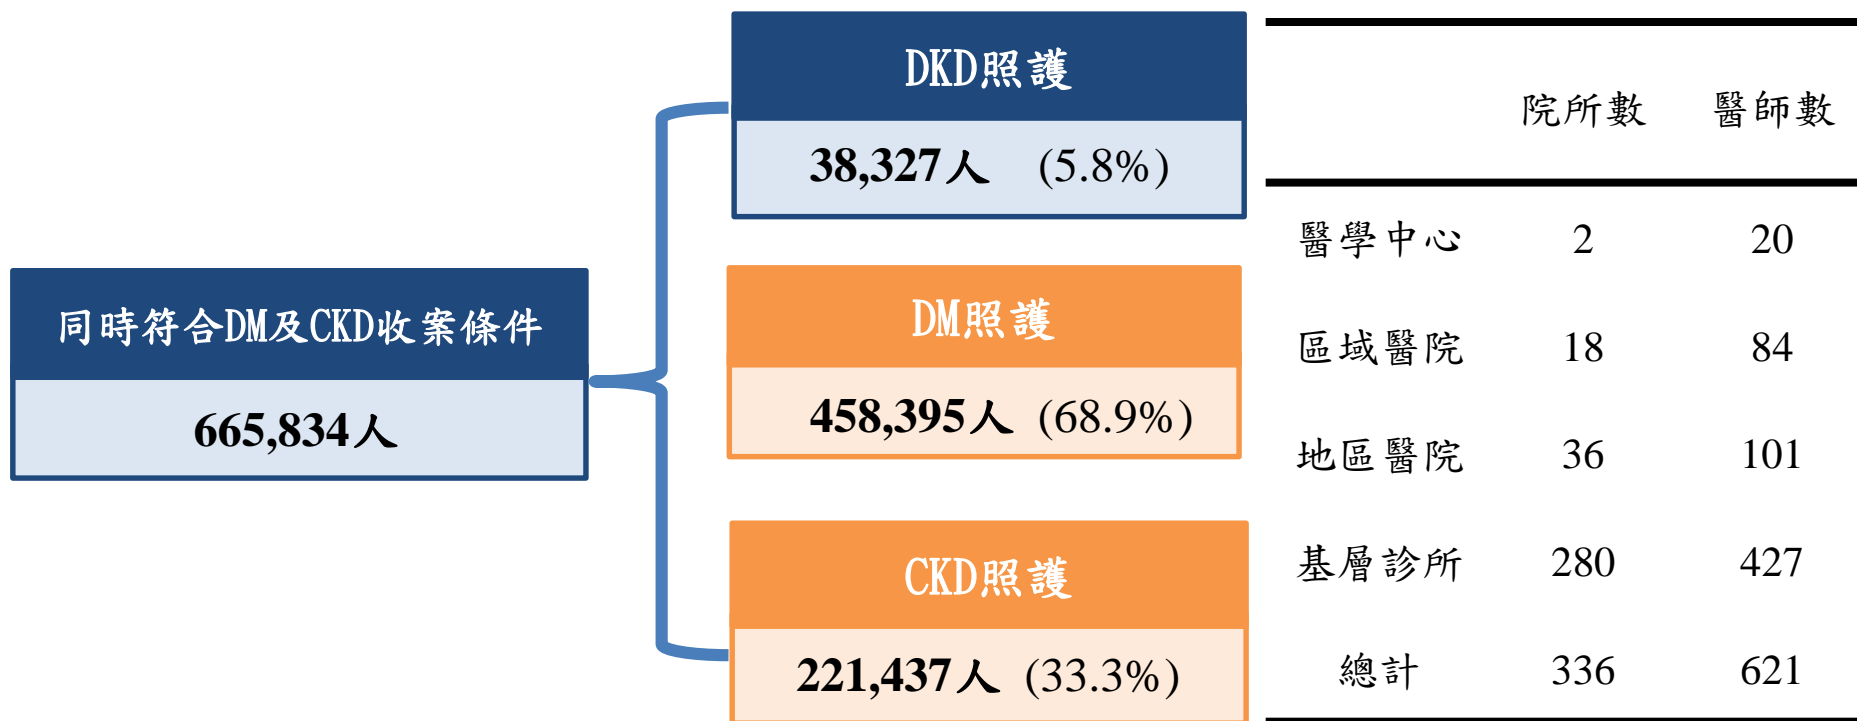 同時符合DM及CKD收案條件
665,834人
DKD照護
38,327人 (5.8%)
DM照護
458,395人 (68.9%)
CKD照護
221,437人 (33.3%)
院所數 醫師數
醫學中心 2 20
區域醫院 18 84
地區醫院 36 101
基層診所 280 427
總計 336 621